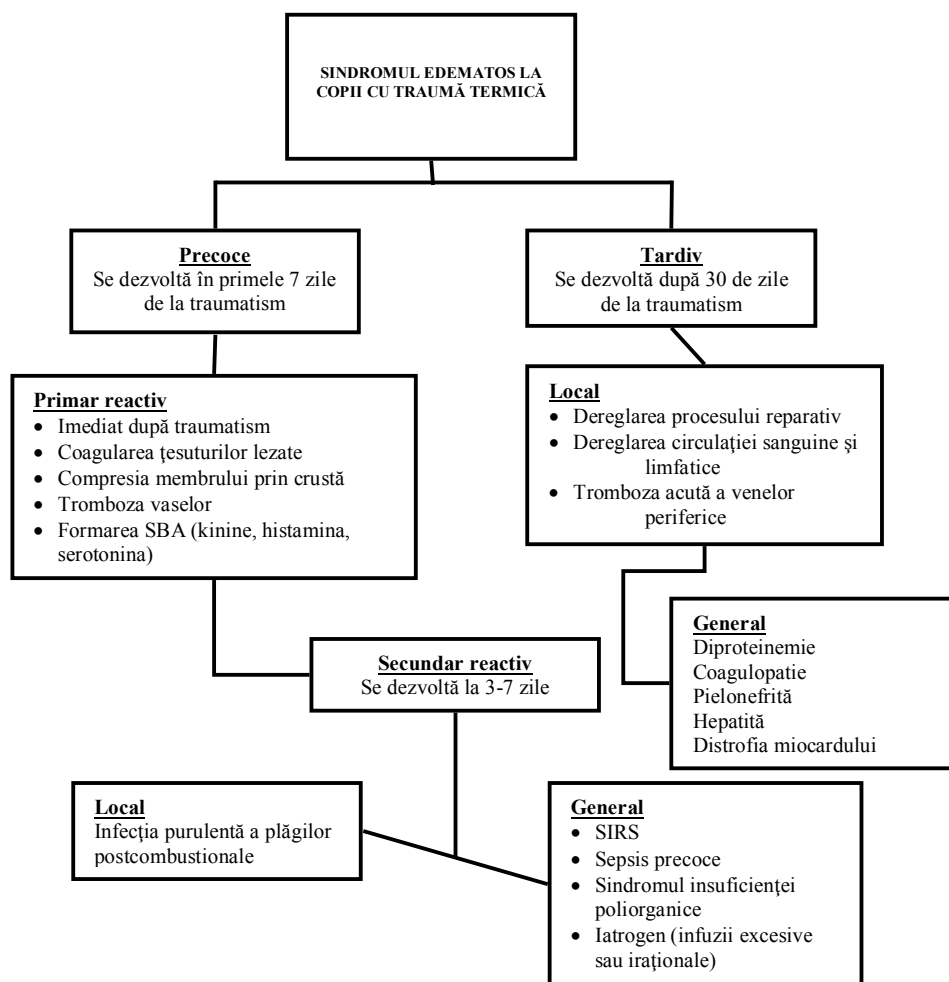 SINDROMUL EDEMATOS LA
COPII CU TRAUMĂ TERMICĂ
Precoce
Se dezvoltă în primele 7 zile
de la traumatism
Tardiv
Se dezvoltă după 30 de zile
de la traumatism
Primar reactiv
• Imediat după traumatism
• Coagularea ţesuturilor lezate
• Compresia membrului prin crustă
• Tromboza vaselor
• Formarea SBA (kinine, histamina,
serotonina)
Local
• Dereglarea procesului reparativ
• Dereglarea circulaţiei sanguine şi
limfatice
• Tromboza acută a venelor
periferice
General
Diproteinemie
Coagulopatie
Pielonefrită
Hepatită
Distrofia miocardului
Secundar reactiv
Se dezvoltă la 3-7 zile
Local
Infecţia purulentă a plăgilor
postcombustionale
General
• SIRS
• Sepsis precoce
• Sindromul insuficienţei
poliorganice
• Iatrogen (infuzii excesive
sau iraţionale)